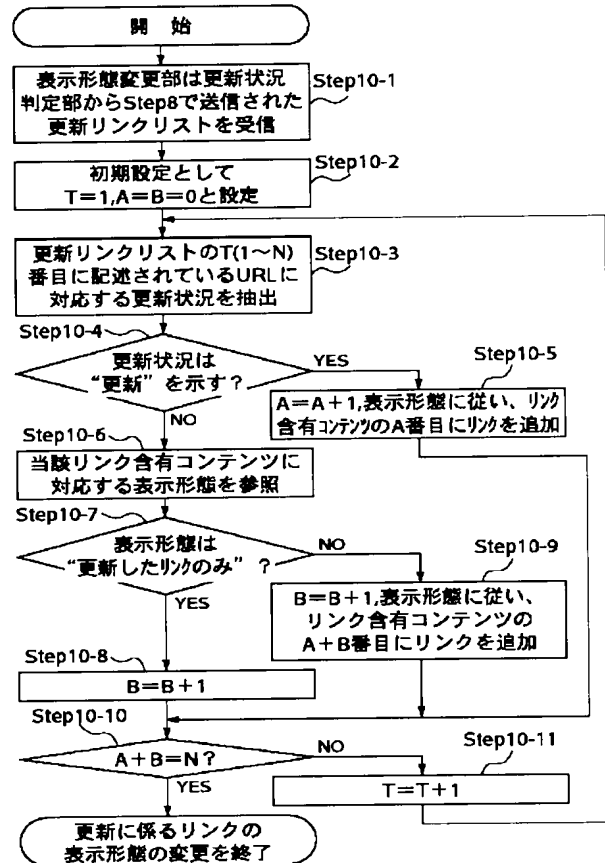 開 始
表示形態変更部は更新状況
判定部からStep8で送信された
更新リンクリストを受信
Step10-1
初期設定として
T=1,A=B=0と設定
Step10-2
更新リンクリストのT(1~N)
番目に記述されているURLに
対応する更新状況を抽出
Step10-3
Step10-4
更新状況は
“更新”を示す?
YES
NO
Step10-5
A=A+1,表示形態に従い、リンク
含有コンテンツのA番目にリンクを追加
Step10-6
当該リンク含有コンテンツに
対応する表示形態を参照
Step10-7
表示形態は
“更新したリンクのみ”?
NO
YES
Step10-9
B=B+1,表示形態に従い、
リンク含有コンテンツの
A+B番目にリンクを追加
Step10-8
B=B+1
Step10-10
A+B=N?
NO
YES
Step10-11
T=T+1
更新に係るリンクの
表示形態の変更を終了